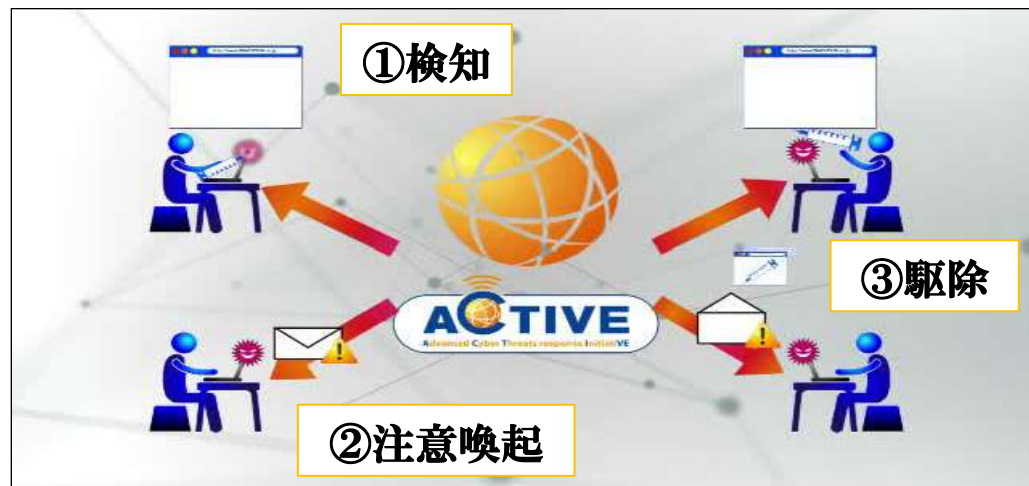 ①検知
ACTIVE
Advanced Cyber Threats response InitiatiVE
③駆除
②注意喚起